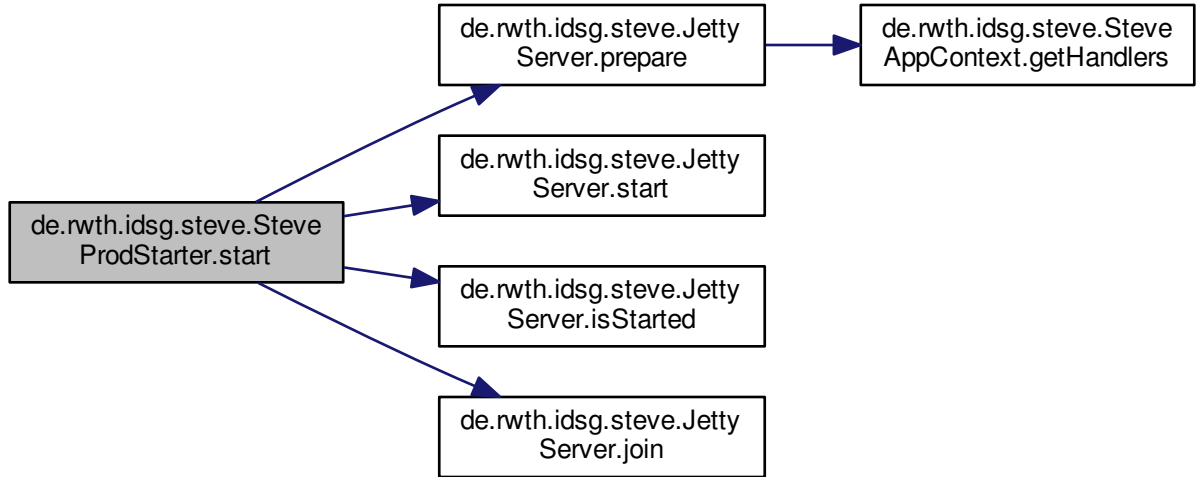 de.rwth.idsg.steve.Steve
ProdStarter.start
de.rwth.idsg.steve.Jetty
Server.prepare
de.rwth.idsg.steve.Steve
AppContext.getHandlers
de.rwth.idsg.steve.Jetty
Server.start
de.rwth.idsg.steve.Jetty
Server.isStarted
de.rwth.idsg.steve.Jetty
Server.join